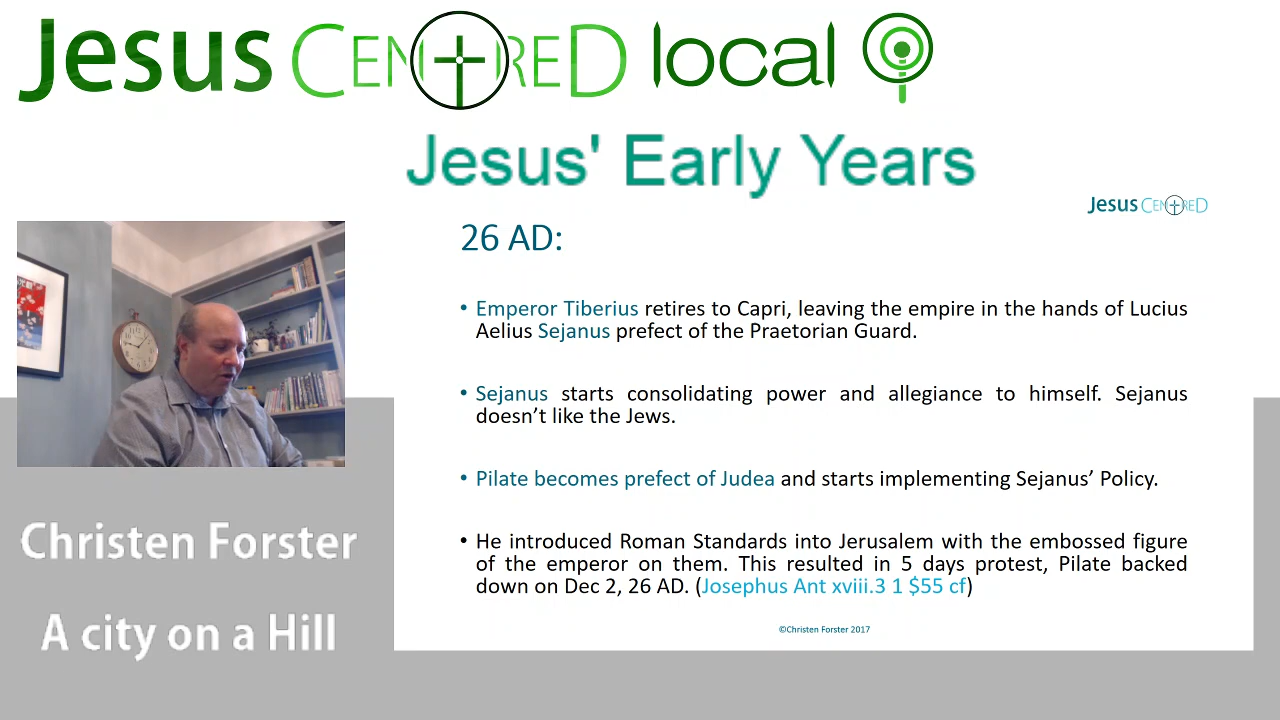 Jesus CENTRED local
Jesus' Early Years
Jesus CENTRED
26 AD:
• Emperor Tiberius retires to Capri, leaving the empire in the hands of Lucius
Aelius Sejanus prefect of the Praetorian Guard.
• Sejanus starts consolidating power and allegiance to himself. Sejanus
doesn’t like the Jews.
• Pilate becomes prefect of Judea and starts implementing Sejanus’ Policy.
• He introduced Roman Standards into Jerusalem with the embossed figure
of the emperor on them. This resulted in 5 days protest, Pilate backed
down on Dec 2, 26 AD. (Josephus Ant xviii.3 1 $55 cf)
©Christen Forster 2017
Christen Forster
A city on a Hill